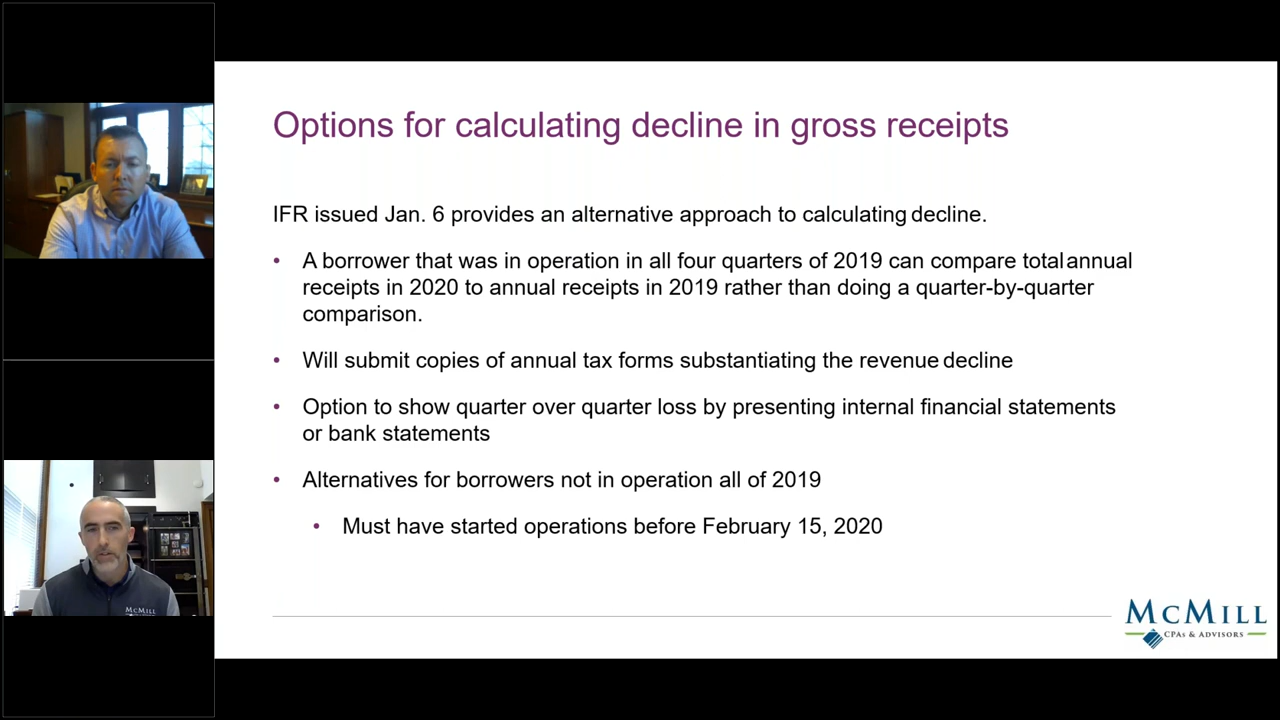 Options for calculating decline in gross receipts
IFR issued Jan. 6 provides an alternative approach to calculating decline.
• A borrower that was in operation in all four quarters of 2019 can compare total annual
receipts in 2020 to annual receipts in 2019 rather than doing a quarter-by-quarter
comparison.
• Will submit copies of annual tax forms substantiating the revenue decline
• Option to show quarter over quarter loss by presenting internal financial statements
or bank statements
• Alternatives for borrowers not in operation all of 2019
• Must have started operations before February 15, 2020
MCMILL
MCMILL
CPAS & ADVISORS